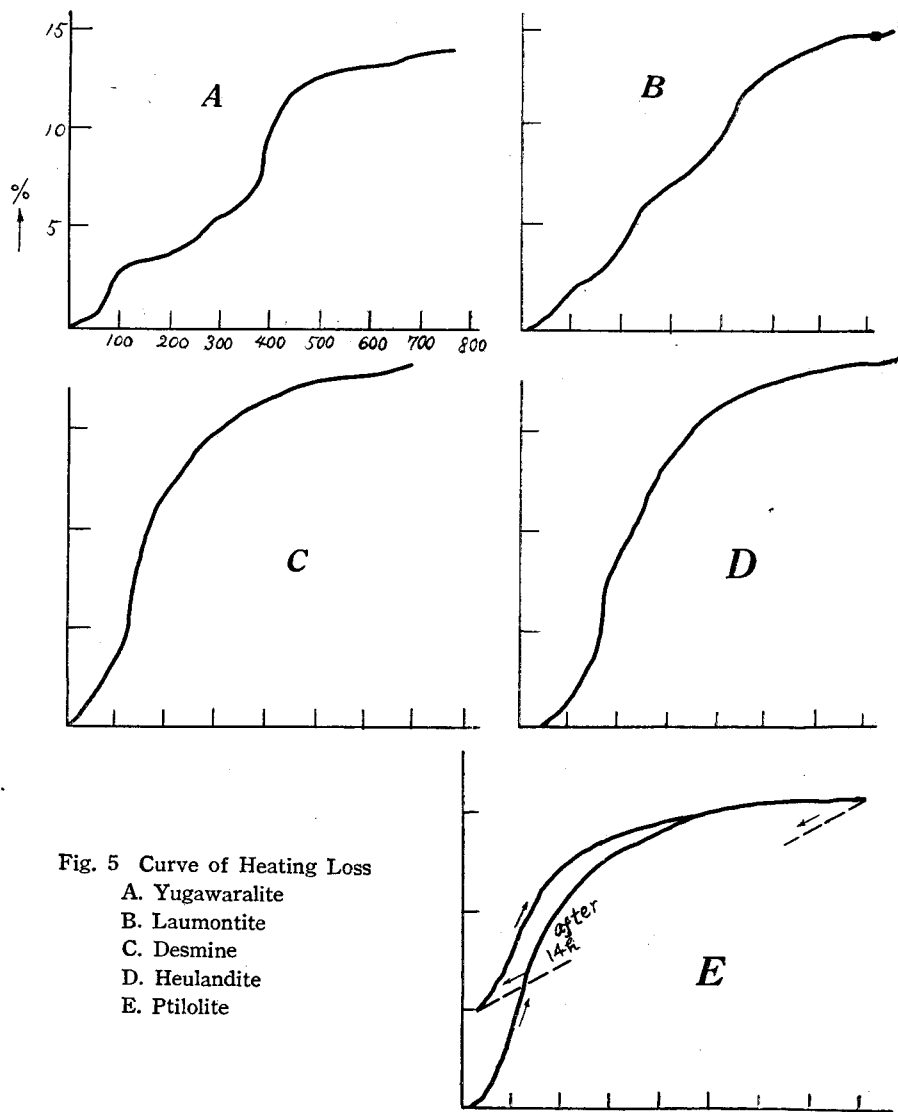 15
10
%
5
A
100 200 300 400 500 600 700 800
B
C
D
Fig. 5 Curve of Heating Loss
A. Yugawaralite
B. Laumontite
C. Desmine
D. Heulandite
E. Ptilolite
after
14h
E